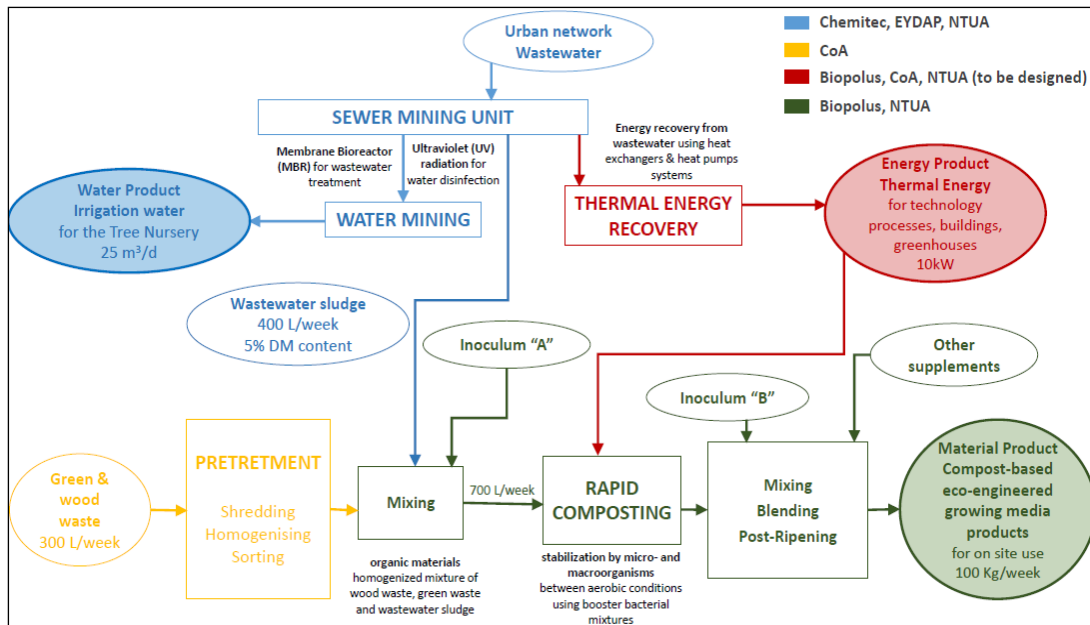 Urban network
Wastewater
Chemitec, EYDAP, NTUA
CoA
Biopolus, CoA, NTUA (to be designed)
Biopolus, NTUA
SEWER MINING UNIT
Membrane Bioreactor
(MBR) for wastewater
treatment
Ultraviolet (UV)
radiation for
water disinfection
Energy recovery from
wastewater using heat
exchangers & heat pumps
systems
Water Product
Irrigation water
for the Tree Nursery
25 m³/d
WATER MINING
THERMAL ENERGY
RECOVERY
Energy Product
Thermal Energy
for technology
processes, buildings,
greenhouses
10kW
Wastewater sludge
400 L/week
5% DM content
Inoculum “A”
Inoculum “B”
Other
supplements
Green &
wood
waste
300 L/week
PRETRETMENT
Shredding
Homogenising
Sorting
Mixing
700 L/week
RAPID
COMPOSTING
Mixing
Blending
Post-Ripening
Material Product
Compost-based
eco-engineered
growing media
products
for on site use
100 Kg/week
organic materials
homogenized mixture of
wood waste, green waste
and wastewater sludge
stabilization by micro- and
macroorganisms
between aerobic conditions
using booster bacterial
mixtures